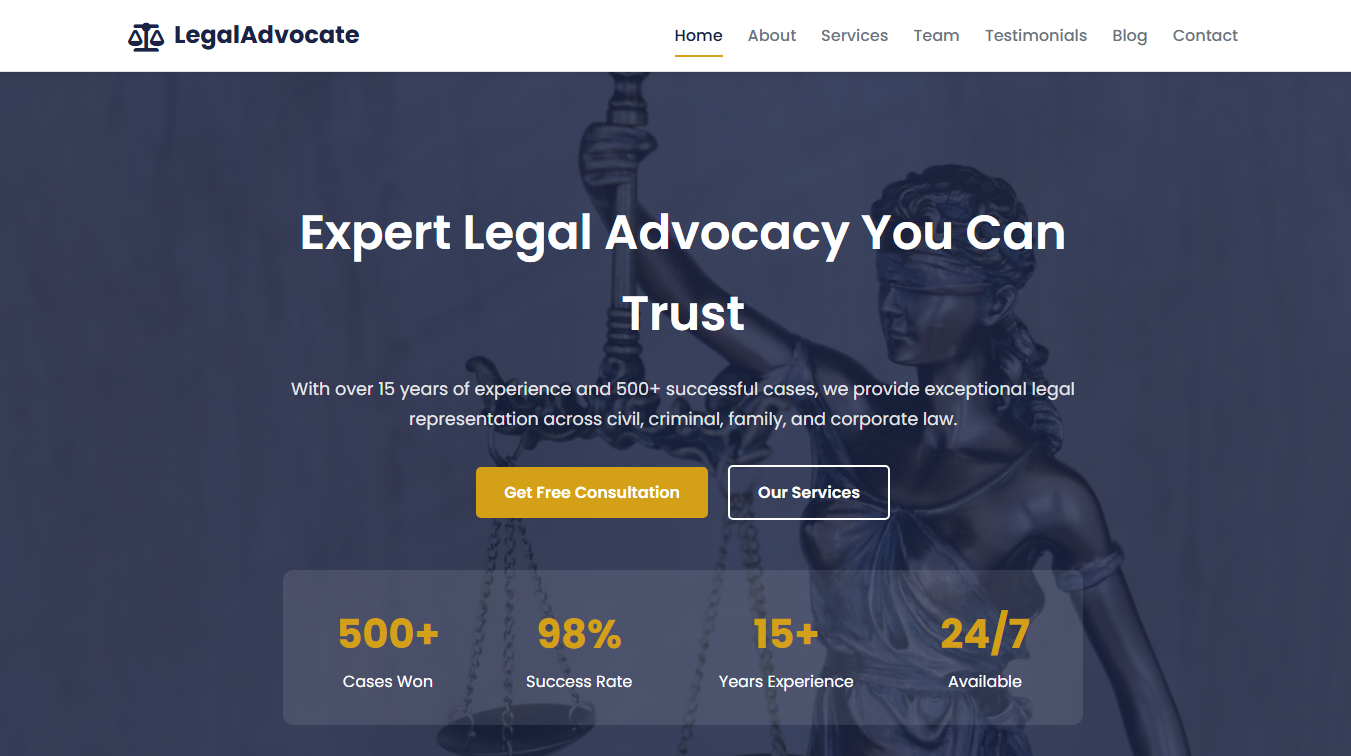 LegalAdvocate
Home About Services Team Testimonials Blog Contact
Expert Legal Advocacy You Can
Trust
With over 15 years of experience and 500+ successful cases, we provide exceptional legal
representation across civil, criminal, family, and corporate law.
Get Free Consultation Our Services
500+ 98% 15+ 24/7
Cases Won Success Rate Years Experience Available